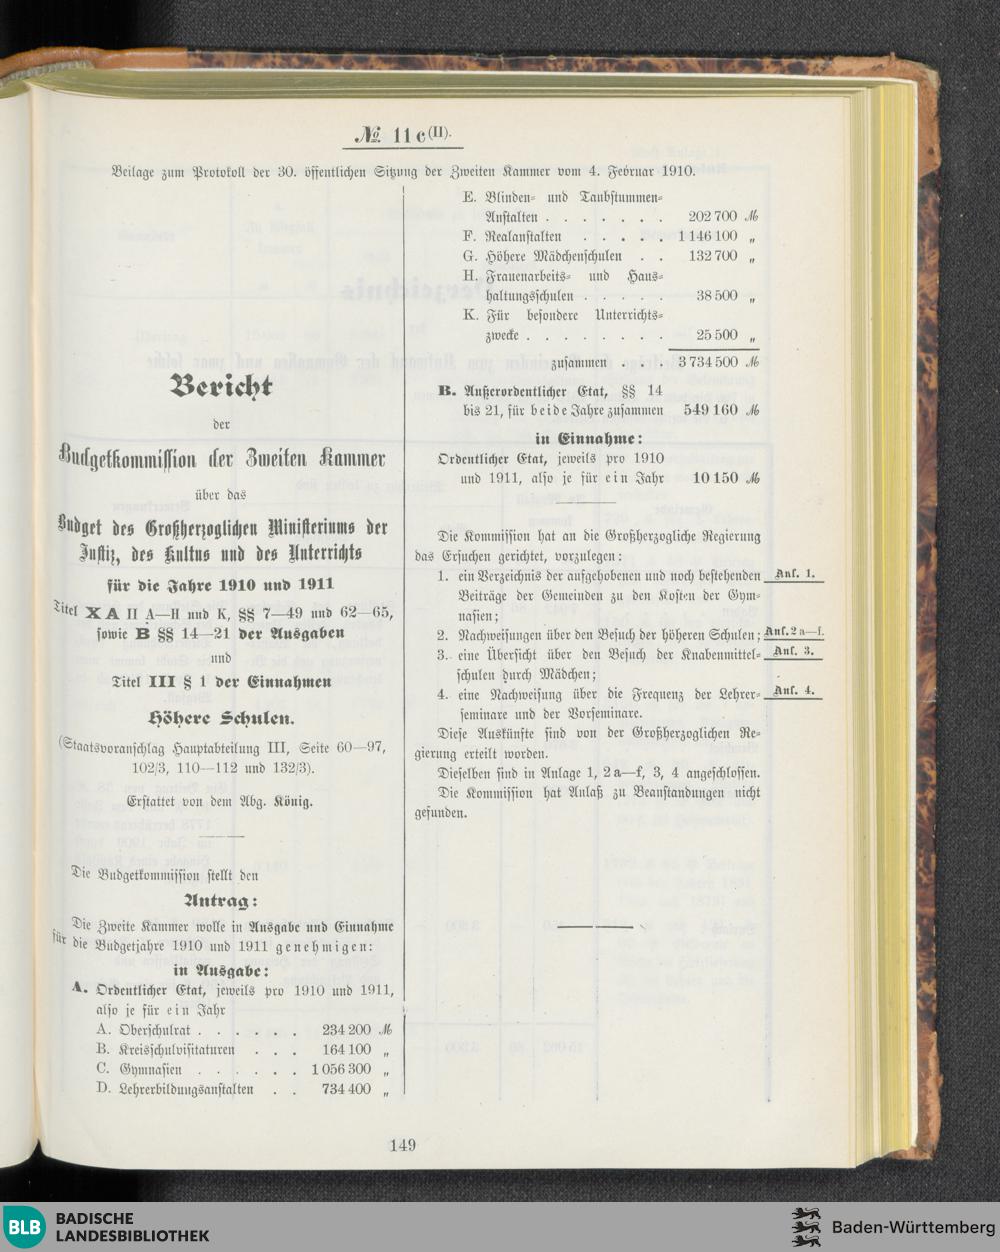 № 11c(II).
Beilage zum Protokoll der 30. öffentlichen Sitzung der Zweiten Kammer vom 4. Februar 1910.
Bericht
der
Budgetkommission der Zweiten Kammer
über das
Budget des Großherzoglichen Ministeriums der
Justiz, des Kultus und des Unterrichts
für die Jahre 1910 und 1911
Titel X A II A—H und K, §§ 7—49 und 62—65,
sowie B §§ 14—21 der Ausgaben
und
Titel III § 1 der Einnahmen
Höhere Schulen.
(Staatsvoranschlag Hauptabteilung III, Seite 60—97,
102/3, 110—112 und 132/3).
Erstattet von dem Abg. König.
Die Budgetkommission stellt den
Antrag:
Die Zweite Kammer wolle in Ausgabe und Einnahme
für die Budgetjahre 1910 und 1911 genehmigen:
in Ausgabe:
A. Ordentlicher Etat, jeweils pro 1910 und 1911,
also je für ein Jahr
A. Oberschulrat . . . . . . 234 200 ℳ
B. Kreisschulvisitaturen . . . 164 100 „
C. Gymnasien . . . . . . 1 056 300 „
D. Lehrerbildungsanstalten . . 734 400 „
E. Blinden- und Taubstummen-
Anstalten . . . . . . . 202 700 ℳ
F. Realanstalten . . . . . 1 146 100 „
G. Höhere Mädchenschulen . . 132 700 „
H. Frauenarbeits- und Haus-
haltungsschulen . . . . . 38 500 „
K. Für besondere Unterrichts-
zwecke . . . . . . . . 25 500 „
zusammen . . . 3 734 500 ℳ
B. Außerordentlicher Etat, §§ 14
bis 21, für beide Jahre zusammen 549 160 ℳ
in Einnahme:
Ordentlicher Etat, jeweils pro 1910
und 1911, also je für ein Jahr 10 150 ℳ
Die Kommission hat an die Großherzogliche Regierung
das Ersuchen gerichtet, vorzulegen:
1. ein Verzeichnis der aufgehobenen und noch bestehenden Anl. 1.
Beiträge der Gemeinden zu den Kosten der Gym-
nasien;
2. Nachweisungen über den Besuch der höheren Schulen; Anl. 2 a—f.
3. eine Übersicht über den Besuch der Knabenmittel- Anl. 3.
schulen durch Mädchen;
4. eine Nachweisung über die Frequenz der Lehrer- Anl. 4.
seminare und der Vorseminare.
Diese Auskünfte sind von der Großherzoglichen Re-
gierung erteilt worden.
Dieselben sind in Anlage 1, 2 a—f, 3, 4 angeschlossen.
Die Kommission hat Anlaß zu Beanstandungen nicht
gefunden.
149
BLB BADISCHE
LANDESBIBLIOTHEK
Baden-Württemberg